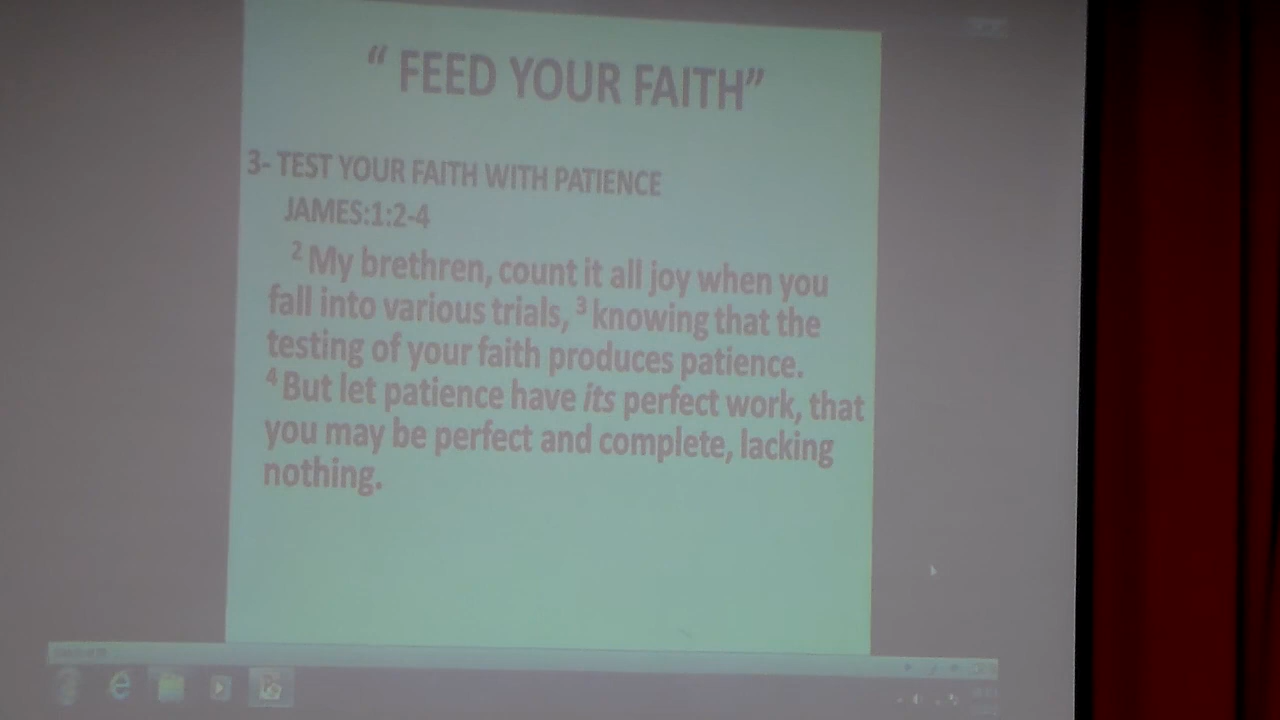 “ FEED YOUR FAITH”
3- TEST YOUR FAITH WITH PATIENCE
JAMES:1:2-4
2 My brethren, count it all joy when you
fall into various trials, 3 knowing that the
testing of your faith produces patience.
4 But let patience have its perfect work, that
you may be perfect and complete, lacking
nothing.